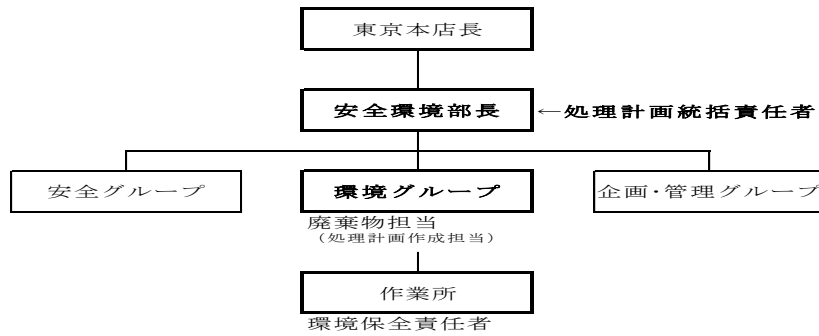 東京本店長
安全環境部長
←処理計画統括責任者
安全グループ
環境グループ
企画・管理グループ
廃棄物担当
（処理計画作成担当）
作業所
環境保全責任者